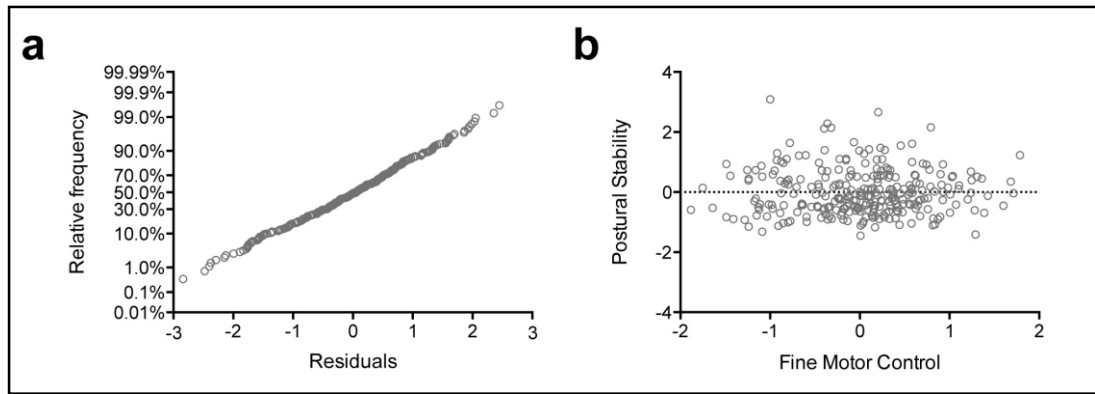 a
99.99%
99.9%
99.0%
90.0%
70.0%
50.0%
30.0%
10.0%
1.0%
0.1%
0.01%
Relative frequency
-3 -2 -1 0 1 2 3
Residuals
b
4
2
0
-2
-4
Postural Stability
-2 -1 0 1 2
Fine Motor Control